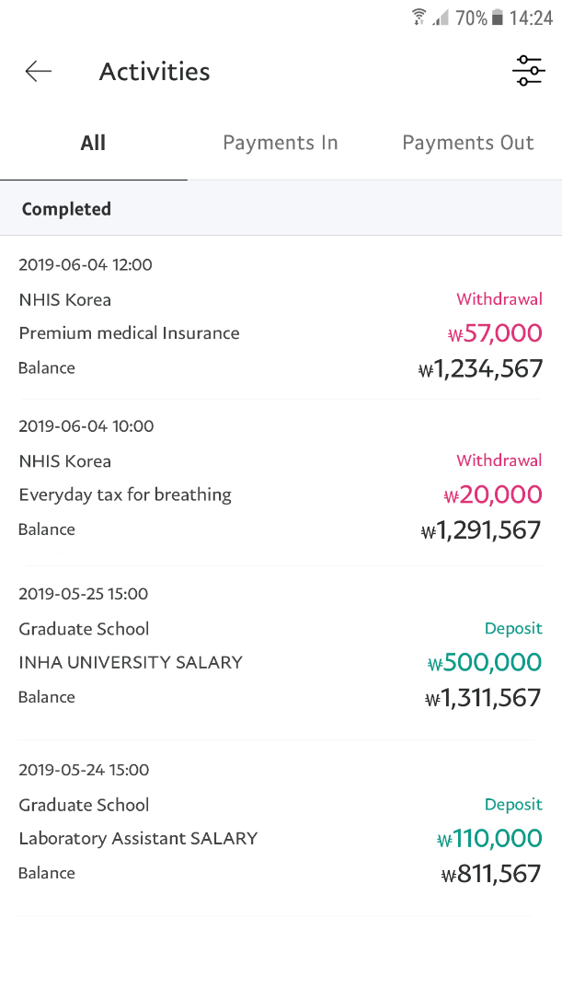 70% 14:24
Activities
All Payments In Payments Out
Completed
2019-06-04 12:00
NHIS Korea Withdrawal
Premium medical Insurance ₩57,000
Balance ₩1,234,567
2019-06-04 10:00
NHIS Korea Withdrawal
Everyday tax for breathing ₩20,000
Balance ₩1,291,567
2019-05-25 15:00
Graduate School Deposit
INHA UNIVERSITY SALARY ₩500,000
Balance ₩1,311,567
2019-05-24 15:00
Graduate School Deposit
Laboratory Assistant SALARY ₩110,000
Balance ₩811,567